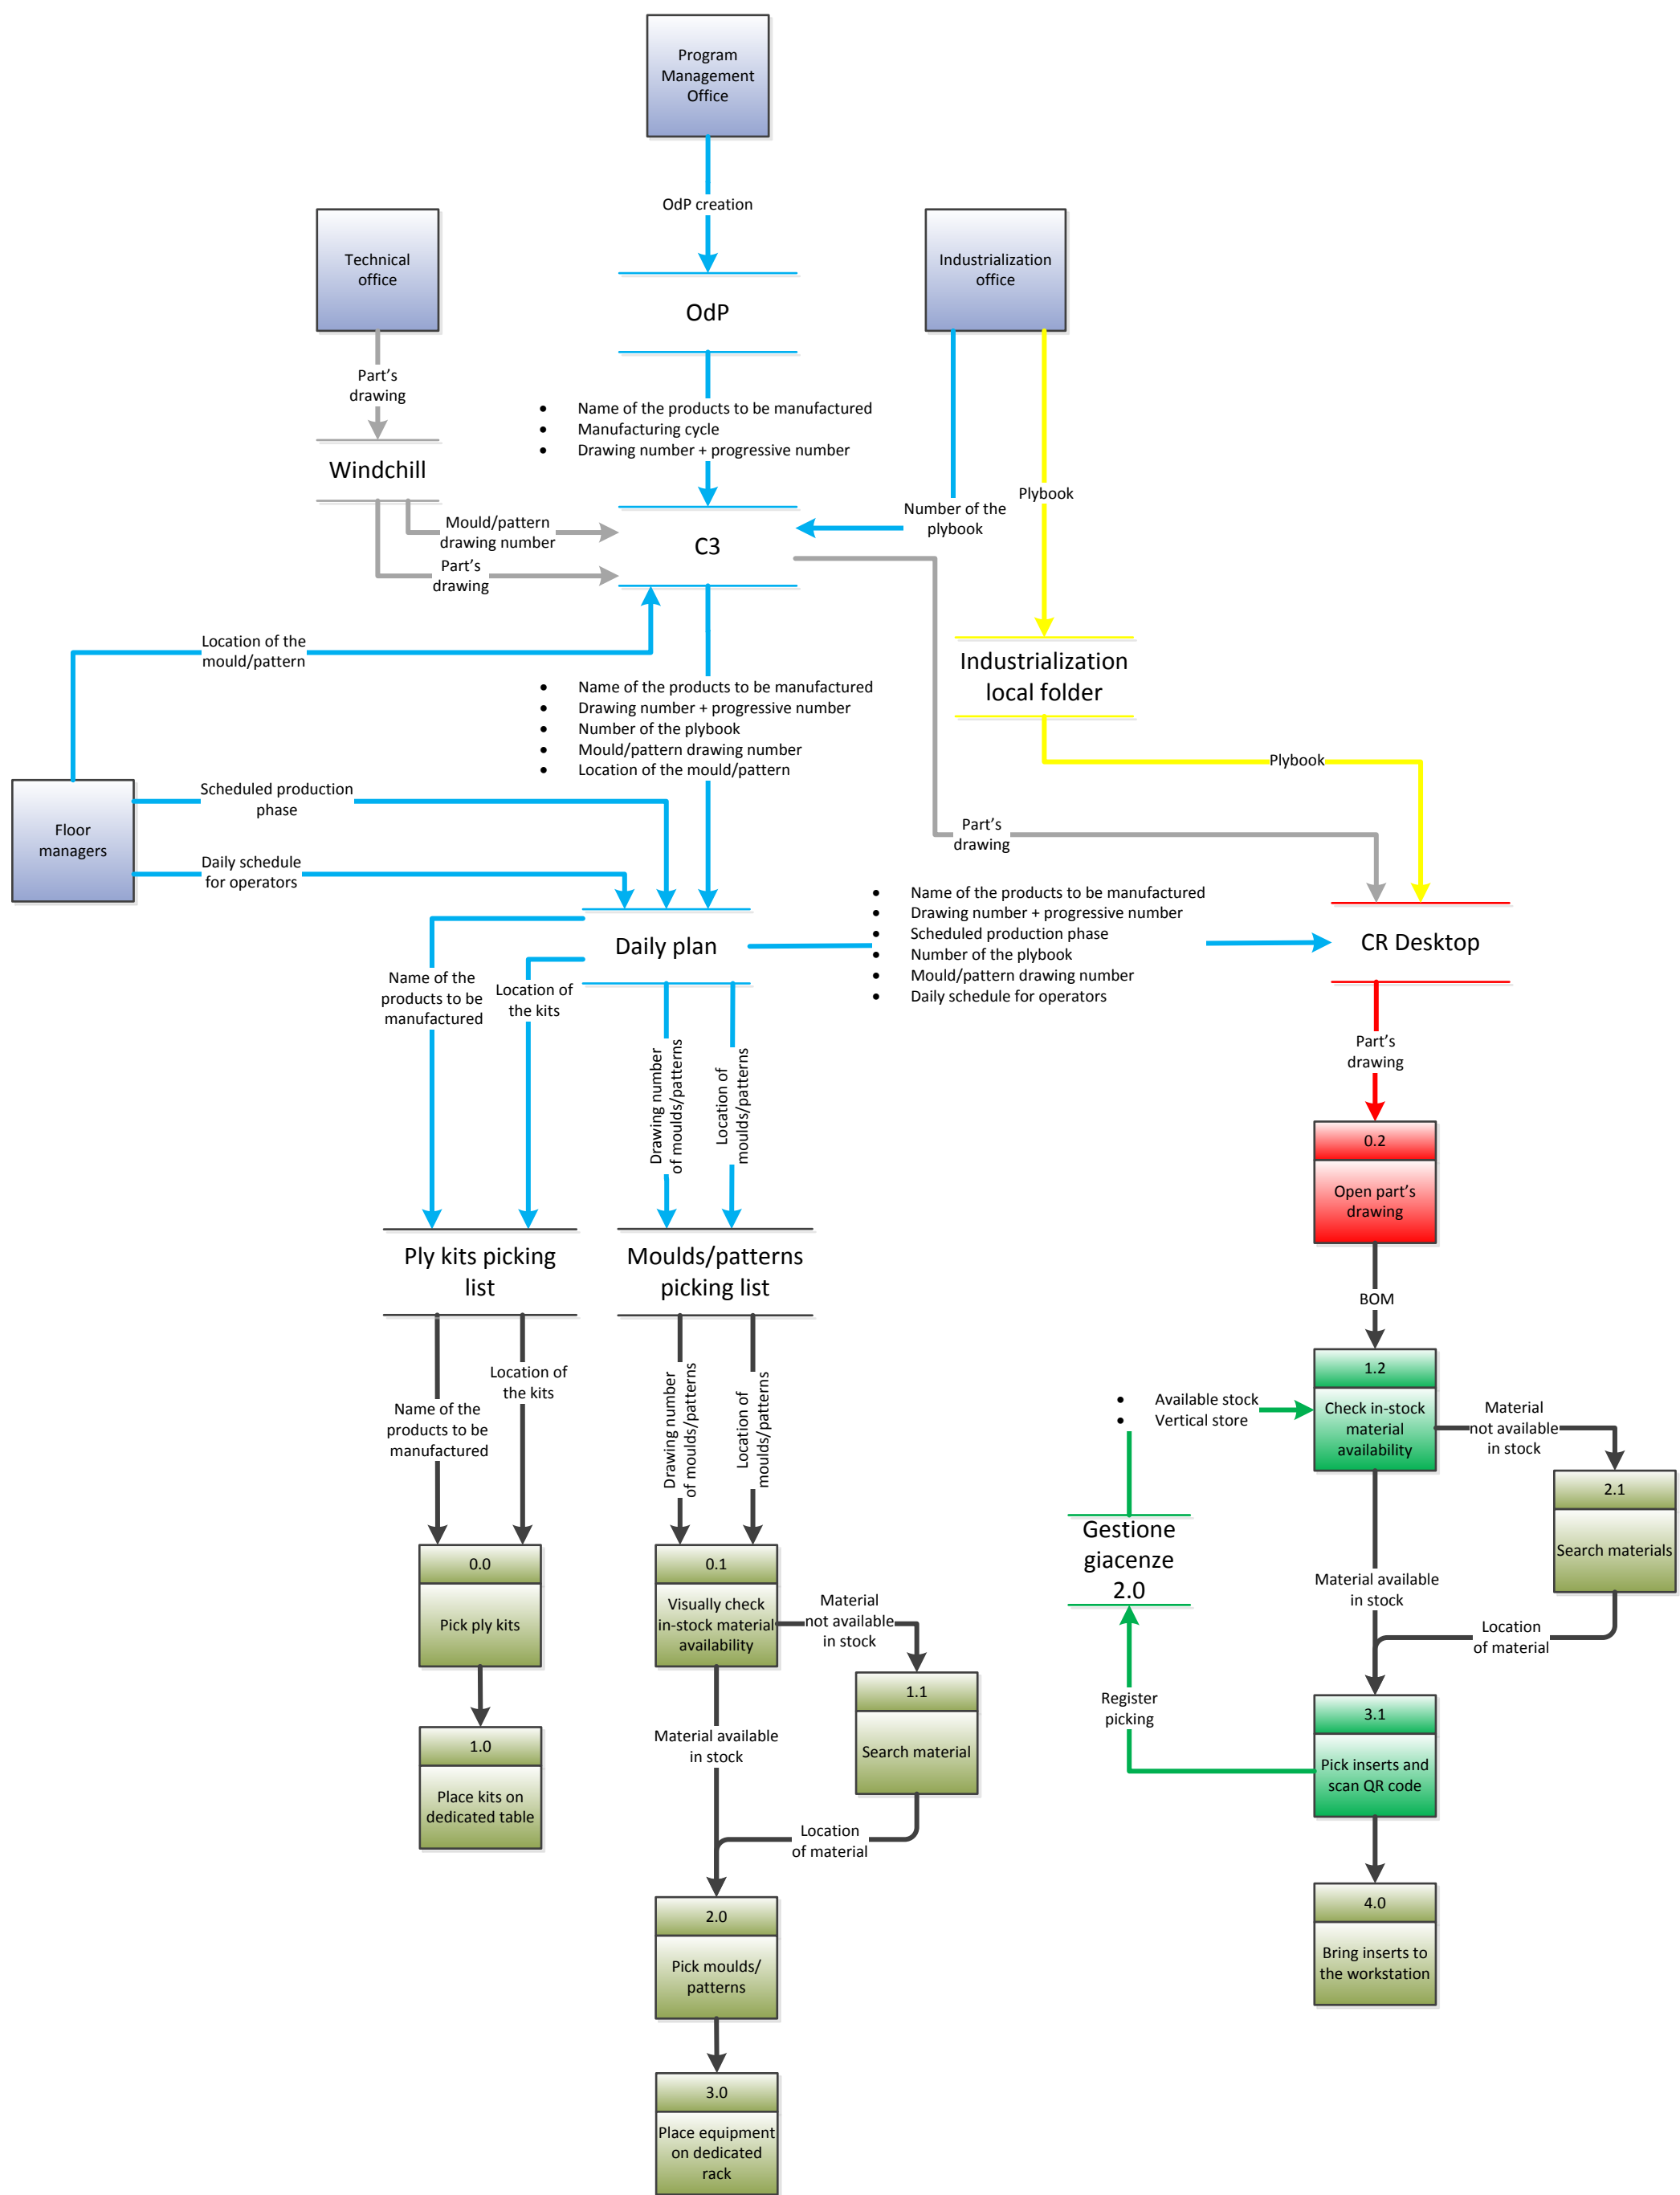 Program
Management
Office
OdP creation
Technical
office
Industrialization
office
OdP
Part's
drawing
• Name of the products to be manufactured
• Manufacturing cycle
• Drawing number + progressive number
Windchill
Plybook
Number of the
plybook
Mould/pattern
drawing number
C3
Part's
drawing
Location of the
mould/pattern
Industrialization
local folder
• Name of the products to be manufactured
• Drawing number + progressive number
• Number of the plybook
• Mould/pattern drawing number
• Location of the mould/pattern
Plybook
Scheduled production
phase
Floor
managers
Part's
drawing
Daily schedule
for operators
• Name of the products to be manufactured
• Drawing number + progressive number
• Scheduled production phase
• Number of the plybook
• Mould/pattern drawing number
• Daily schedule for operators
Daily plan
CR Desktop
Name of the
products to be
manufactured
Location of
the kits
Drawing number
of moulds/patterns
Location of
moulds/patterns
Part's
drawing
0.2
Open part's
drawing
Ply kits picking
list
Moulds/patterns
picking list
BOM
1.2
Check in-stock
material
availability
Location of
the kits
Name of the
products to be
manufactured
Drawing number
of moulds/patterns
Location of
moulds/patterns
• Available stock
• Vertical store
Material
not available
in stock
2.1
Search materials
Gestione
giacenze
2.0
0.0
Pick ply kits
0.1
Visually check
in-stock material
availability
Material
not available
in stock
Material available
in stock
Location
of material
1.1
Search material
Register
picking
3.1
Pick inserts and
scan QR code
1.0
Place kits on
dedicated table
Material available
in stock
Location
of material
2.0
Pick moulds/
patterns
4.0
Bring inserts to
the workstation
3.0
Place equipment
on dedicated
rack